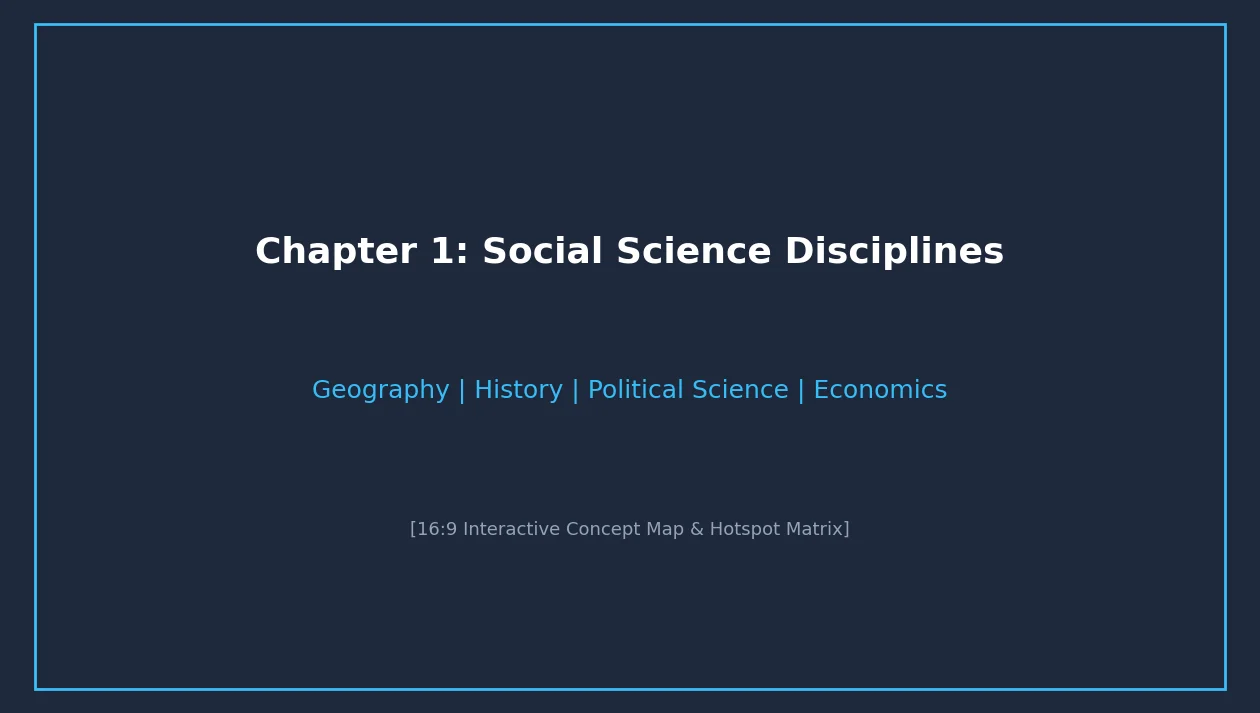 Chapter 1: Social Science Disciplines
Geography | History | Political Science | Economics
[16:9 Interactive Concept Map & Hotspot Matrix]